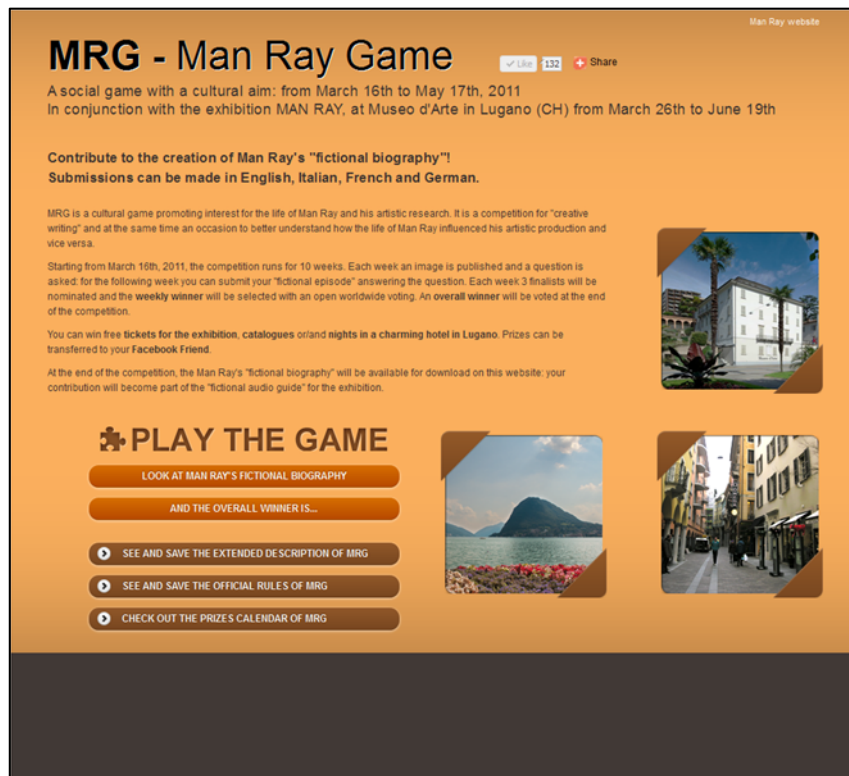 Man Ray website
MRG - Man Ray Game
Like 132 Share
A social game with a cultural aim: from March 16th to May 17th, 2011
In conjunction with the exhibition MAN RAY, at Museo d'Arte in Lugano (CH) from March 26th to June 19th
Contribute to the creation of Man Ray's "fictional biography"!
Submissions can be made in English, Italian, French and German.
MRG is a cultural game promoting interest for the life of Man Ray and his artistic research. It is a competition for "creative
writing" and at the same time an occasion to better understand how the life of Man Ray influenced his artistic production and
vice versa.
Starting from March 16th, 2011, the competition runs for 10 weeks. Each week an image is published and a question is
asked: for the following week you can submit your "fictional episode" answering the question. Each week 3 finalists will be
nominated and the weekly winner will be selected with an open worldwide voting. An overall winner will be voted at the end
of the competition.
You can win free tickets for the exhibition, catalogues or/and nights in a charming hotel in Lugano. Prizes can be
transferred to your Facebook Friend.
At the end of the competition, the Man Ray's "fictional biography" will be available for download on this website: your
contribution will become part of the "fictional audio guide" for the exhibition.
PLAY THE GAME
LOOK AT MAN RAY'S FICTIONAL BIOGRAPHY
AND THE OVERALL WINNER IS...
SEE AND SAVE THE EXTENDED DESCRIPTION OF MRG
SEE AND SAVE THE OFFICIAL RULES OF MRG
CHECK OUT THE PRIZES CALENDAR OF MRG